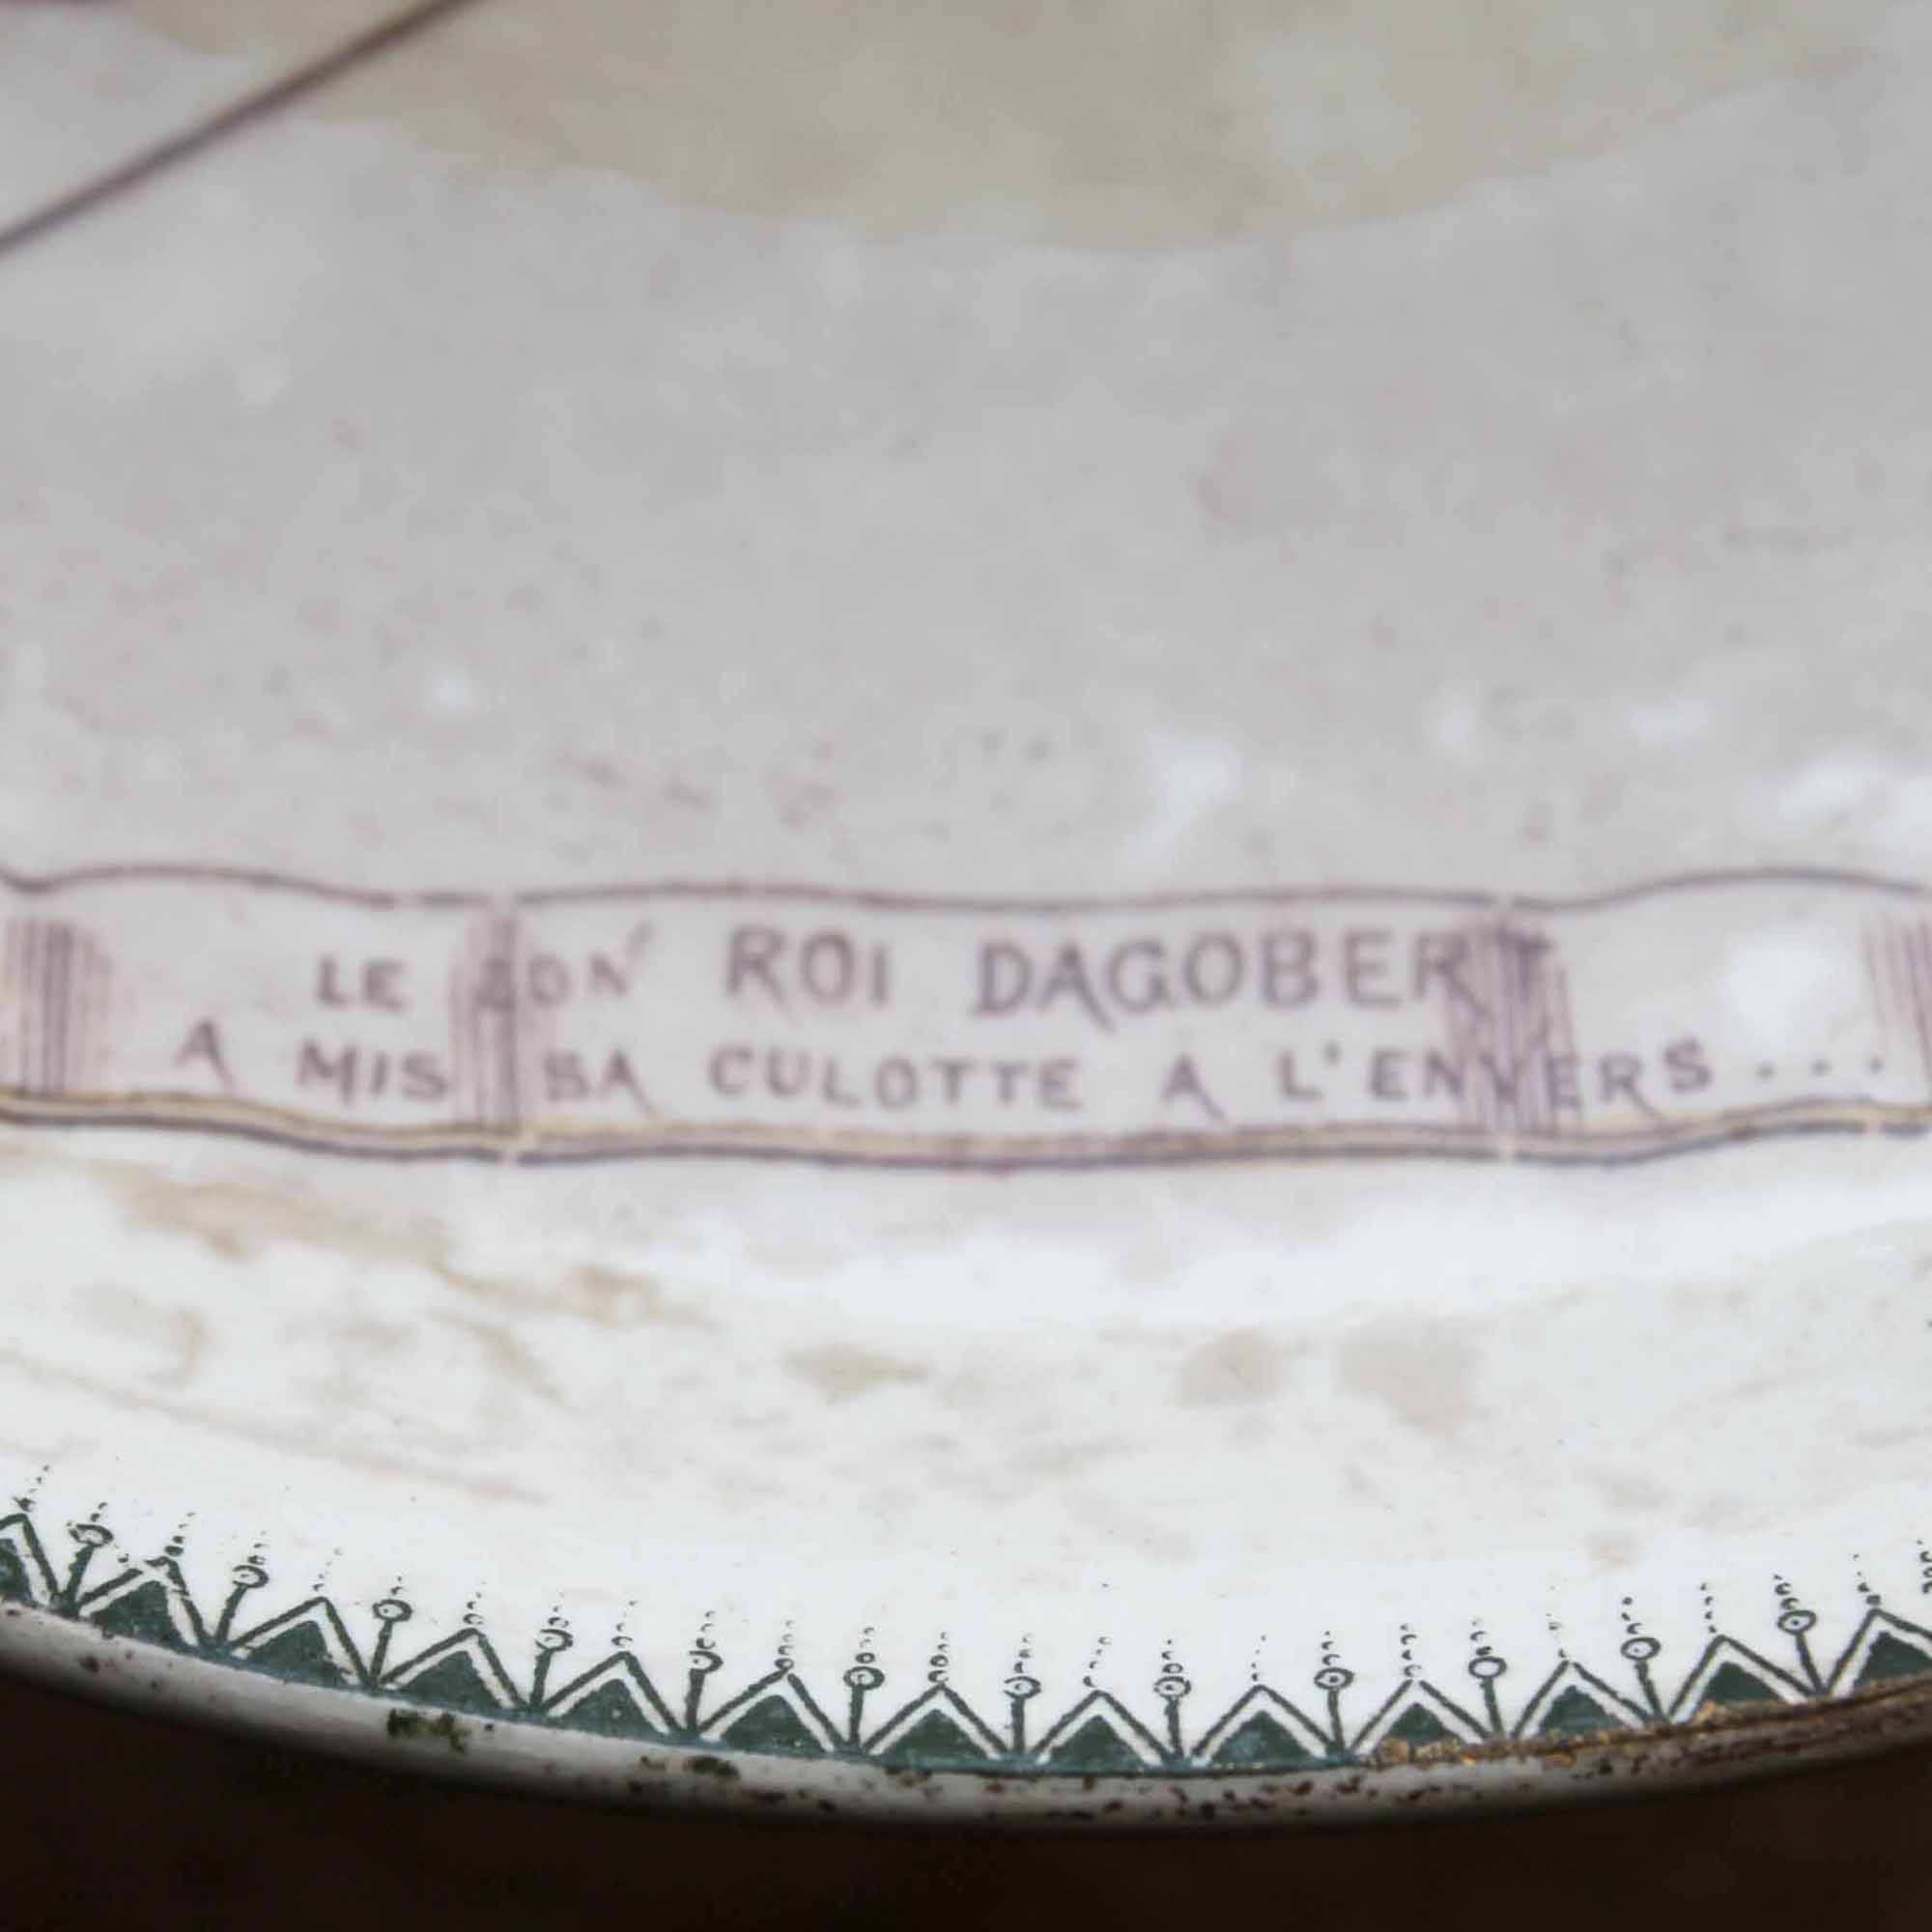 LE BON ROI DAGOBERT
A MIS SA CULOTTE A L'ENVERS...